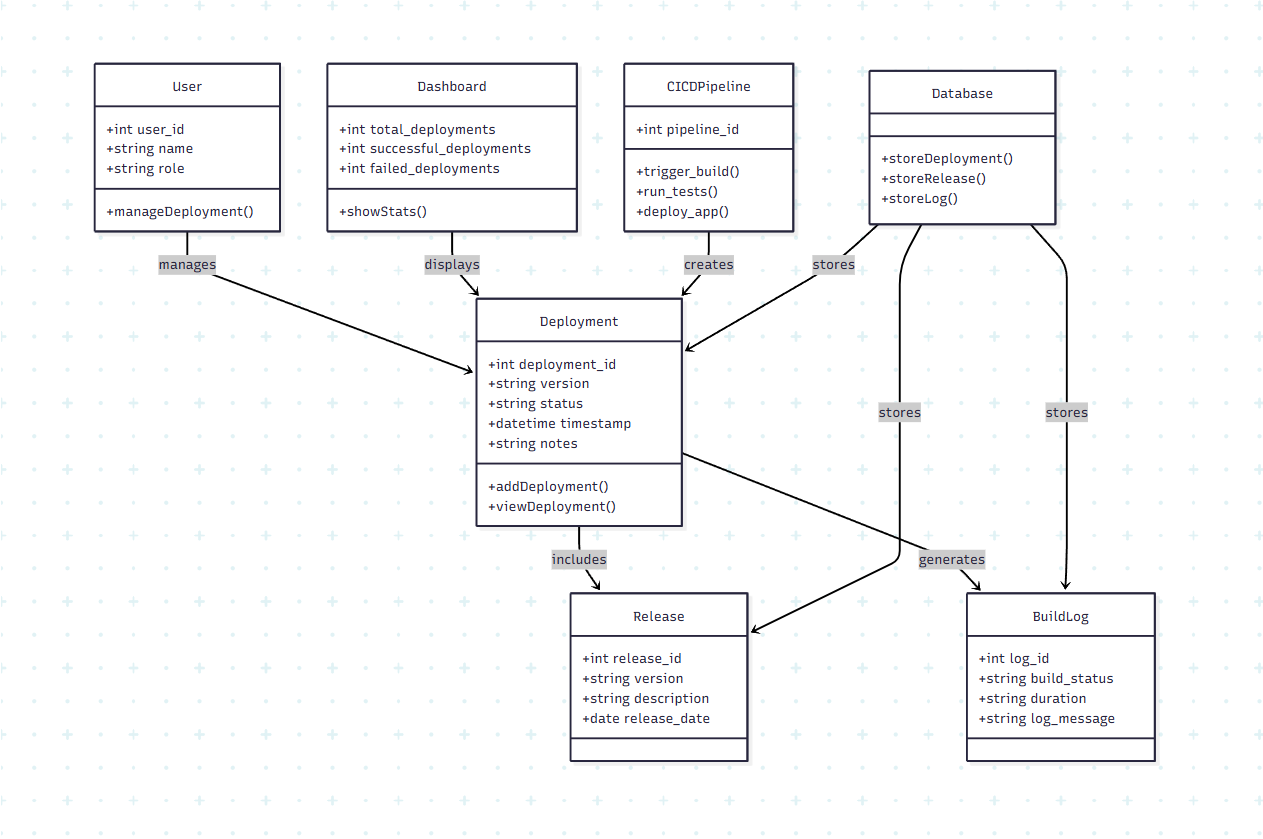 User
+int user_id
+string name
+string role
+manageDeployment()
Dashboard
+int total_deployments
+int successful_deployments
+int failed_deployments
+showStats()
CICDPipeline
+int pipeline_id
+trigger_build()
+run_tests()
+deploy_app()
Database
+storeDeployment()
+storeRelease()
+storeLog()
manages
displays
creates
stores
Deployment
+int deployment_id
+string version
+string status
+datetime timestamp
+string notes
+addDeployment()
+viewDeployment()
stores
stores
includes
generates
Release
+int release_id
+string version
+string description
+date release_date
BuildLog
+int log_id
+string build_status
+string duration
+string log_message